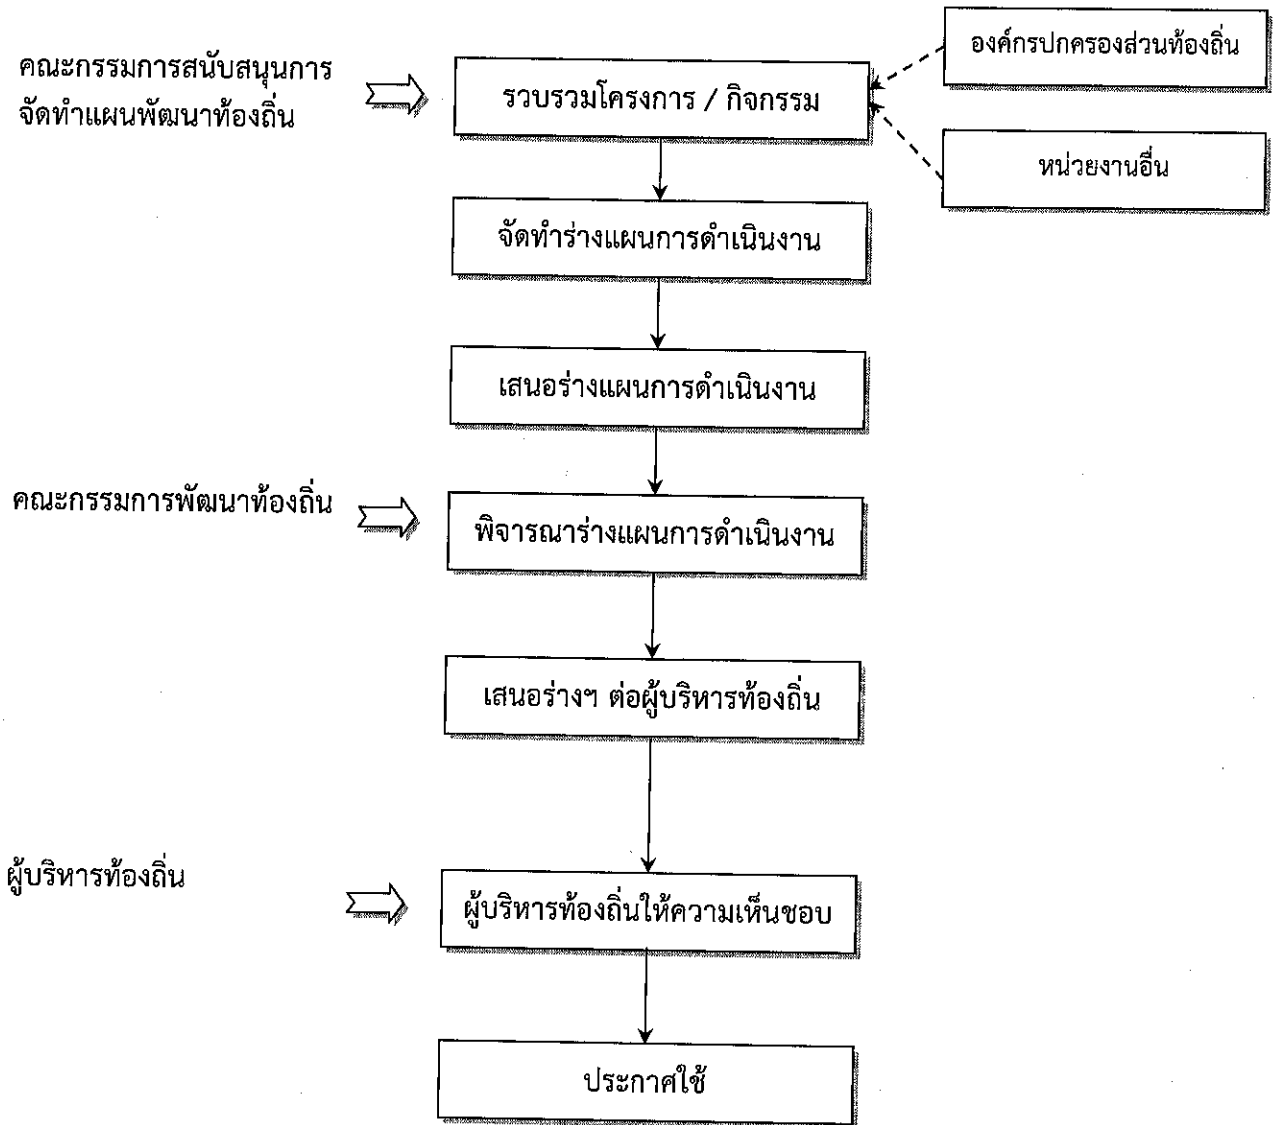 คณะกรรมการสนับสนุนการ
จัดทำแผนพัฒนาท้องถิ่น
รวบรวมโครงการ / กิจกรรม
องค์กรปกครองส่วนท้องถิ่น
หน่วยงานอื่น
จัดทำร่างแผนการดำเนินงาน
เสนอร่างแผนการดำเนินงาน
คณะกรรมการพัฒนาท้องถิ่น
พิจารณาร่างแผนการดำเนินงาน
เสนอร่างฯ ต่อผู้บริหารท้องถิ่น
ผู้บริหารท้องถิ่น
ผู้บริหารท้องถิ่นให้ความเห็นชอบ
ประกาศใช้